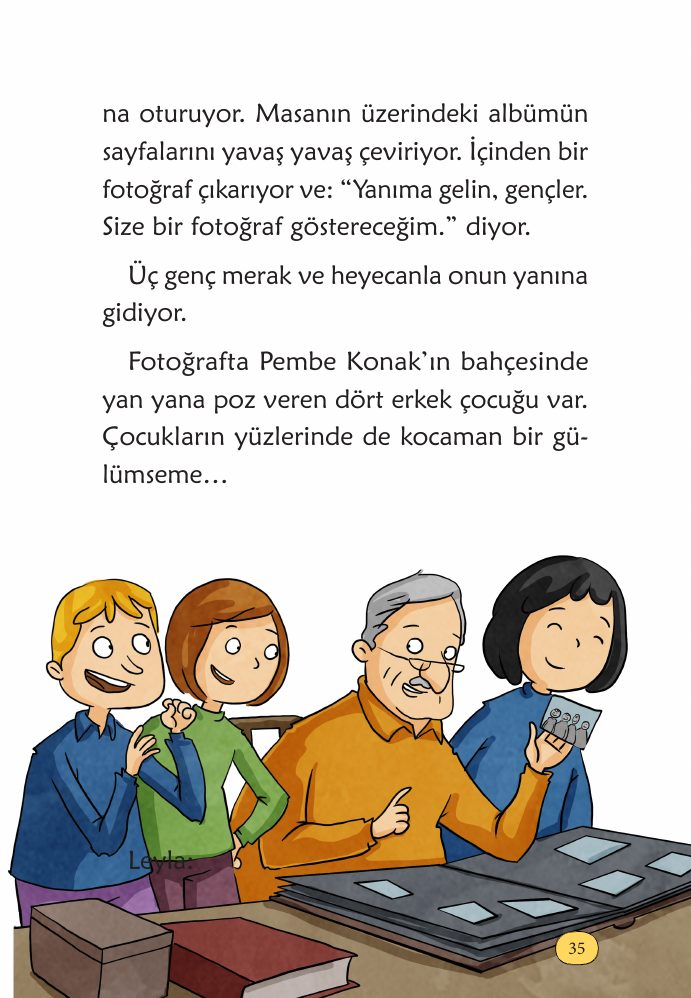 na oturuyor. Masanın üzerindeki albümün
sayfalarını yavaş yavaş çeviriyor. İçinden bir
fotoğraf çıkarıyor ve: “Yanıma gelin, gençler.
Size bir fotoğraf göstereceğim.” diyor.
Üç genç merak ve heyecanla onun yanına
gidiyor.
Fotoğrafta Pembe Konak’ın bahçesinde
yan yana poz veren dört erkek çocuğu var.
Çocukların yüzlerinde de kocaman bir gü-
lümseme…
Leyla:
35